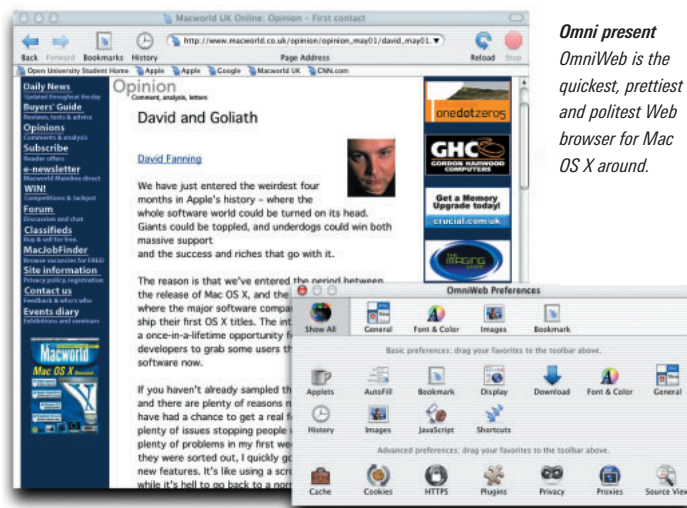 Macworld UK Online: Opinion – First contact
http://www.macworld.co.uk/opinion/opinion_may01/david_may01.
Back Forward Bookmarks History Page Address Reload Stop
Open University Student Home Apple Apple Google Macworld UK CNN.com
Daily News
Updated throughout the day
Buyers' Guide
Reviews, tests & advice
Opinions
Comments & analysis
Subscribe
Reader offers
e-newsletter
Macworld Mainline direct
WIN!
Competitions & Jackpot
Forum
Discussion and chat
Classifieds
Buy & sell for free.
MacJobFinder
Browse vacancies for FREE!
Site information
Privacy policy, registration
Contact us
Feedback & who's who
Events diary
Exhibitions and seminars
Macworld
Mac OS X Revealed
Opinion
Comment, analysis, letters
David and Goliath
David Fanning
We have just entered the weirdest four
months in Apple's history – where the
whole software world could be turned on its head.
Giants could be toppled, and underdogs could win both
massive support
and the success and riches that go with it.
The reason is that we've entered the period between
the release of Mac OS X, and the
where the major software compa
ship their first OS X titles. The int
a once-in-a-lifetime opportunity f
developers to grab some users th
software now.
If you haven't already sampled th
and there are plenty of reasons n
have had a chance to get a real f
plenty of issues stopping people
plenty of problems in my first wee
they were sorted out, I quickly go
new features. It's like using a scro
while it's hell to go back to a norm
onedotzero5
GHC
GORDON HARWOOD
COMPUTERS
Get a Memory
Upgrade today!
crucial.com/uk
THE
IMAGING
OmniWeb Preferences
Show All General Font & Color Images Bookmark
Basic preferences: drag your favorites to the toolbar above.
Applets AutoFill Bookmark Display Download Font & Color General
History Images JavaScript Shortcuts
Advanced preferences: drag your favorites to the toolbar above.
Cache Cookies HTTPS Plugins Privacy Proxies Source View
Omni present
OmniWeb is the
quickest, prettiest
and politest Web
browser for Mac
OS X around.